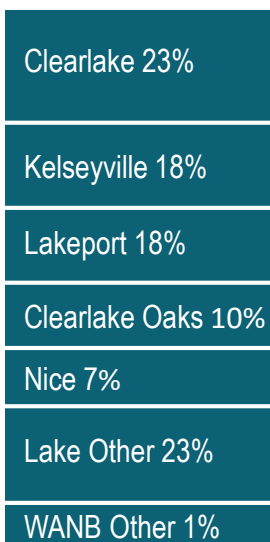 Clearlake 23%
Kelseyville 18%
Lakeport 18%
Clearlake Oaks 10%
Nice 7%
Lake Other 23%
WANB Other 1%